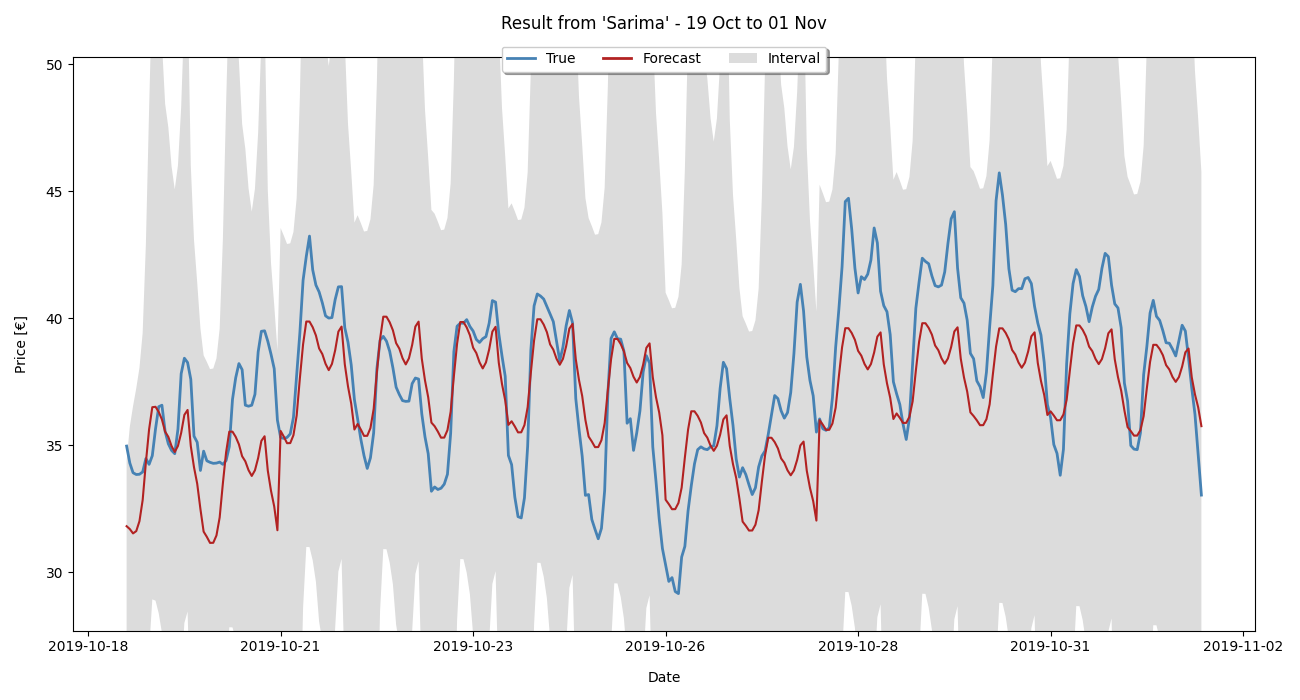 Result from 'Sarima' - 19 Oct to 01 Nov
True Forecast Interval
50
45
40
35
30
Price [€]
2019-10-18 2019-10-21 2019-10-23 2019-10-26 2019-10-28 2019-10-31 2019-11-02
Date